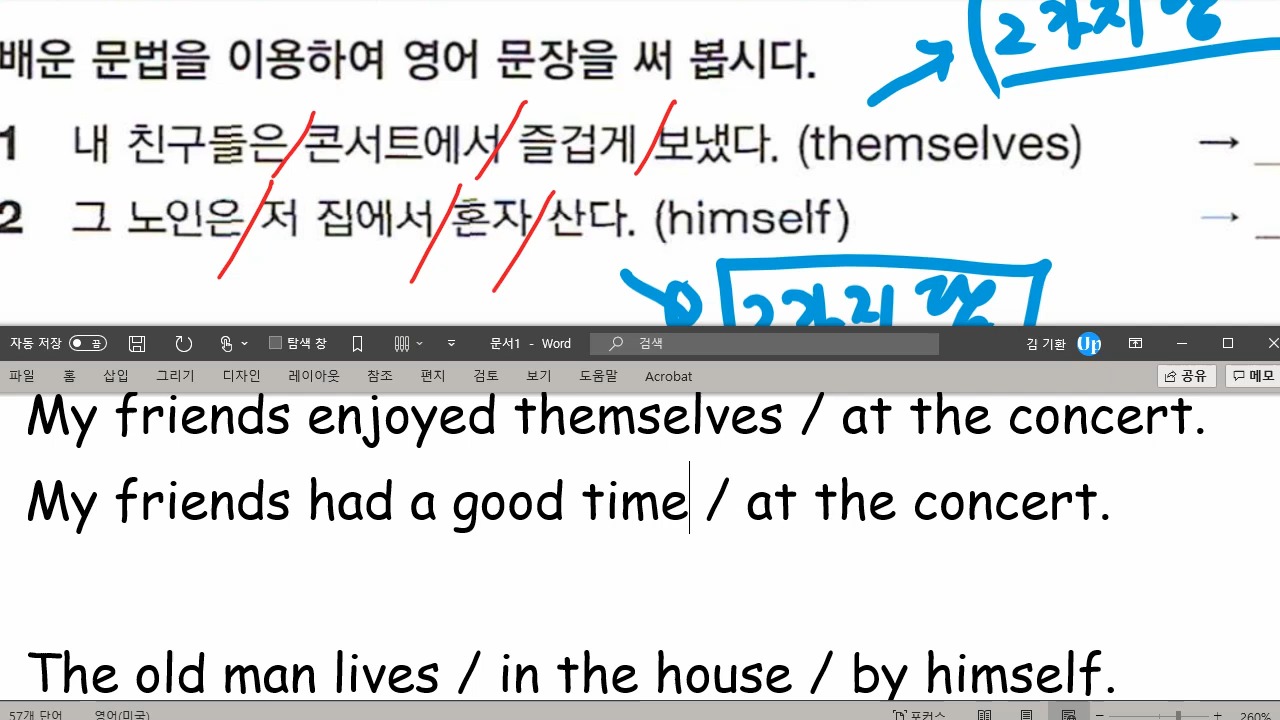 2 가지 답
배운 문법을 이용하여 영어 문장을 써 봅시다.
1 내 친구들은 / 콘서트에서 / 즐겁게 / 보냈다. (themselves) →
2 그 노인은 / 저 집에서 / 혼자 / 산다. (himself) →
2 가지 답
자동 저장 끔 탐색 창 문서1 - Word 검색 김 기환 Up
파일 홈 삽입 그리기 디자인 레이아웃 참조 편지 검토 보기 도움말 Acrobat 공유 메모
My friends enjoyed themselves / at the concert.
My friends had a good time / at the concert.
The old man lives / in the house / by himself.
57개 단어 영어(미국) 포커스 260%